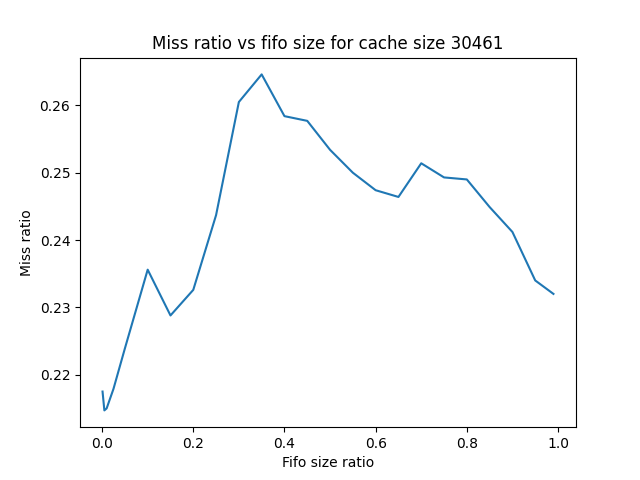 Miss ratio vs fifo size for cache size 30461
0.26
0.25
0.24
0.23
0.22
Miss ratio
0.0 0.2 0.4 0.6 0.8 1.0
Fifo size ratio